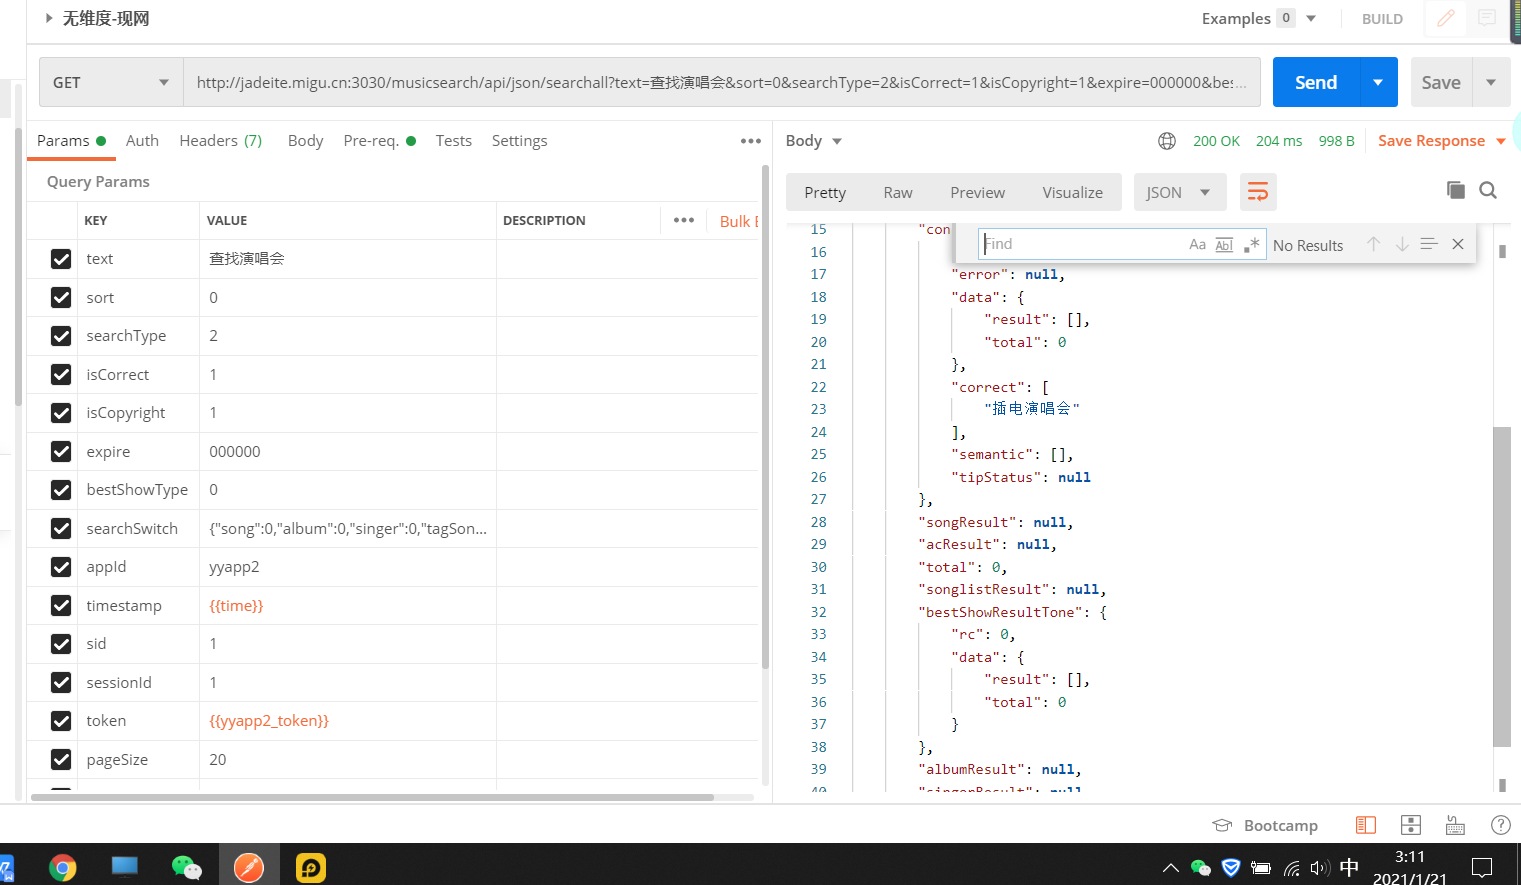 无维度-现网
Examples 0
BUILD
GET
http://jadeite.migu.cn:3030/musicsearch/api/json/searchall?text=查找演唱会&sort=0&searchType=2&isCorrect=1&isCopyright=1&expire=000000&bes...
Send
Save
Params
Auth
Headers (7)
Body
Pre-req.
Tests
Settings
Body
200 OK
204 ms
998 B
Save Response
Query Params
Pretty
Raw
Preview
Visualize
JSON
KEY VALUE DESCRIPTION
Bulk E
text 查找演唱会
sort 0
searchType 2
isCorrect 1
isCopyright 1
expire 000000
bestShowType 0
searchSwitch {"song":0,"album":0,"singer":0,"tagSon...
appId yyapp2
timestamp {{time}}
sid 1
sessionId 1
token {{yyapp2_token}}
pageSize 20
Find
Aa
Abl
.*
No Results
15 "con
16
17 "error": null,
18 "data": {
19 "result": [],
20 "total": 0
21 },
22 "correct": [
23 "插电演唱会"
24 ],
25 "semantic": [],
26 "tipStatus": null
27 },
28 "songResult": null,
29 "acResult": null,
30 "total": 0,
31 "songlistResult": null,
32 "bestShowResultTone": {
33 "rc": 0,
34 "data": {
35 "result": [],
36 "total": 0
37 }
38 },
39 "albumResult": null,
40 "singerResult": null
Bootcamp
中
3:11
2021/1/21